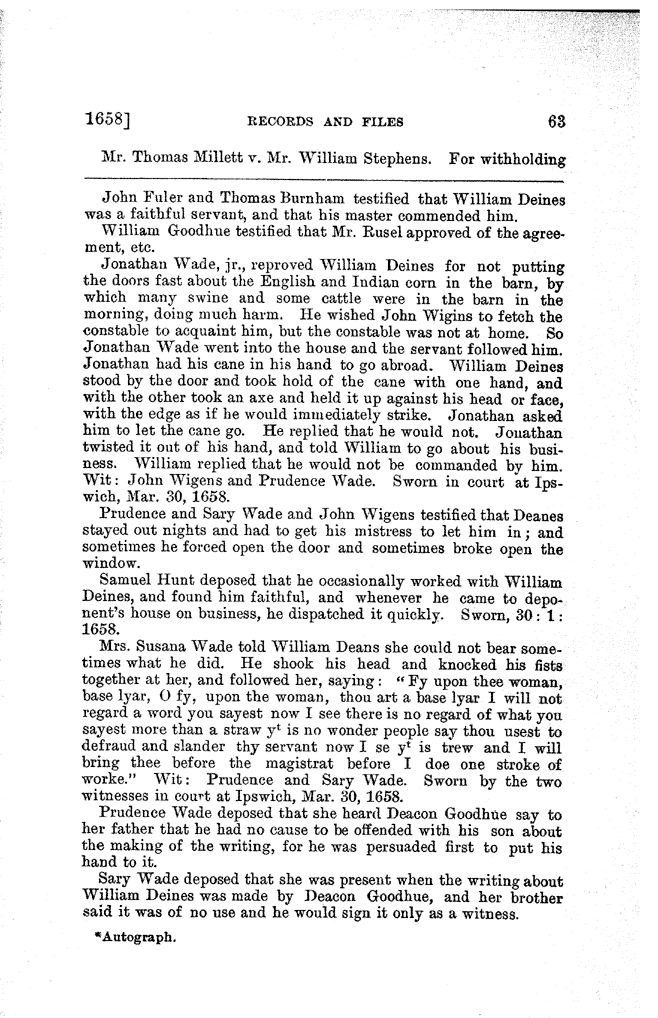 1658] RECORDS AND FILES 63
Mr. Thomas Millett v. Mr. William Stephens. For withholding
John Fuler and Thomas Burnham testified that William Deines
was a faithful servant, and that his master commended him.
William Goodhue testified that Mr. Rusel approved of the agree-
ment, etc.
Jonathan Wade, jr., reproved William Deines for not putting
the doors fast about the English and Indian corn in the barn, by
which many swine and some cattle were in the barn in the
morning, doing much harm. He wished John Wigins to fetch the
constable to acquaint him, but the constable was not at home. So
Jonathan Wade went into the house and the servant followed him.
Jonathan had his cane in his hand to go abroad. William Deines
stood by the door and took hold of the cane with one hand, and
with the other took an axe and held it up against his head or face,
with the edge as if he would immediately strike. Jonathan asked
him to let the cane go. He replied that he would not. Jonathan
twisted it out of his hand, and told William to go about his busi-
ness. William replied that he would not be commanded by him.
Wit: John Wigens and Prudence Wade. Sworn in court at Ips-
wich, Mar. 30, 1658.
Prudence and Sary Wade and John Wigens testified that Deanes
stayed out nights and had to get his mistress to let him in; and
sometimes he forced open the door and sometimes broke open the
window.
Samuel Hunt deposed that he occasionally worked with William
Deines, and found him faithful, and whenever he came to depo-
nent's house on business, he dispatched it quickly. Sworn, 30: 1:
1658.
Mrs. Susana Wade told William Deans she could not bear some-
times what he did. He shook his head and knocked his fists
together at her, and followed her, saying: "Fy upon thee woman,
base lyar, O fy, upon the woman, thou art a base lyar I will not
regard a word you sayest now I see there is no regard of what you
sayest more than a straw yᵗ is no wonder people say thou usest to
defraud and slander thy servant now I se yᵗ is trew and I will
bring thee before the magistrat before I doe one stroke of
worke." Wit: Prudence and Sary Wade. Sworn by the two
witnesses in court at Ipswich, Mar. 30, 1658.
Prudence Wade deposed that she heard Deacon Goodhue say to
her father that he had no cause to be offended with his son about
the making of the writing, for he was persuaded first to put his
hand to it.
Sary Wade deposed that she was present when the writing about
William Deines was made by Deacon Goodhue, and her brother
said it was of no use and he would sign it only as a witness.
*Autograph.